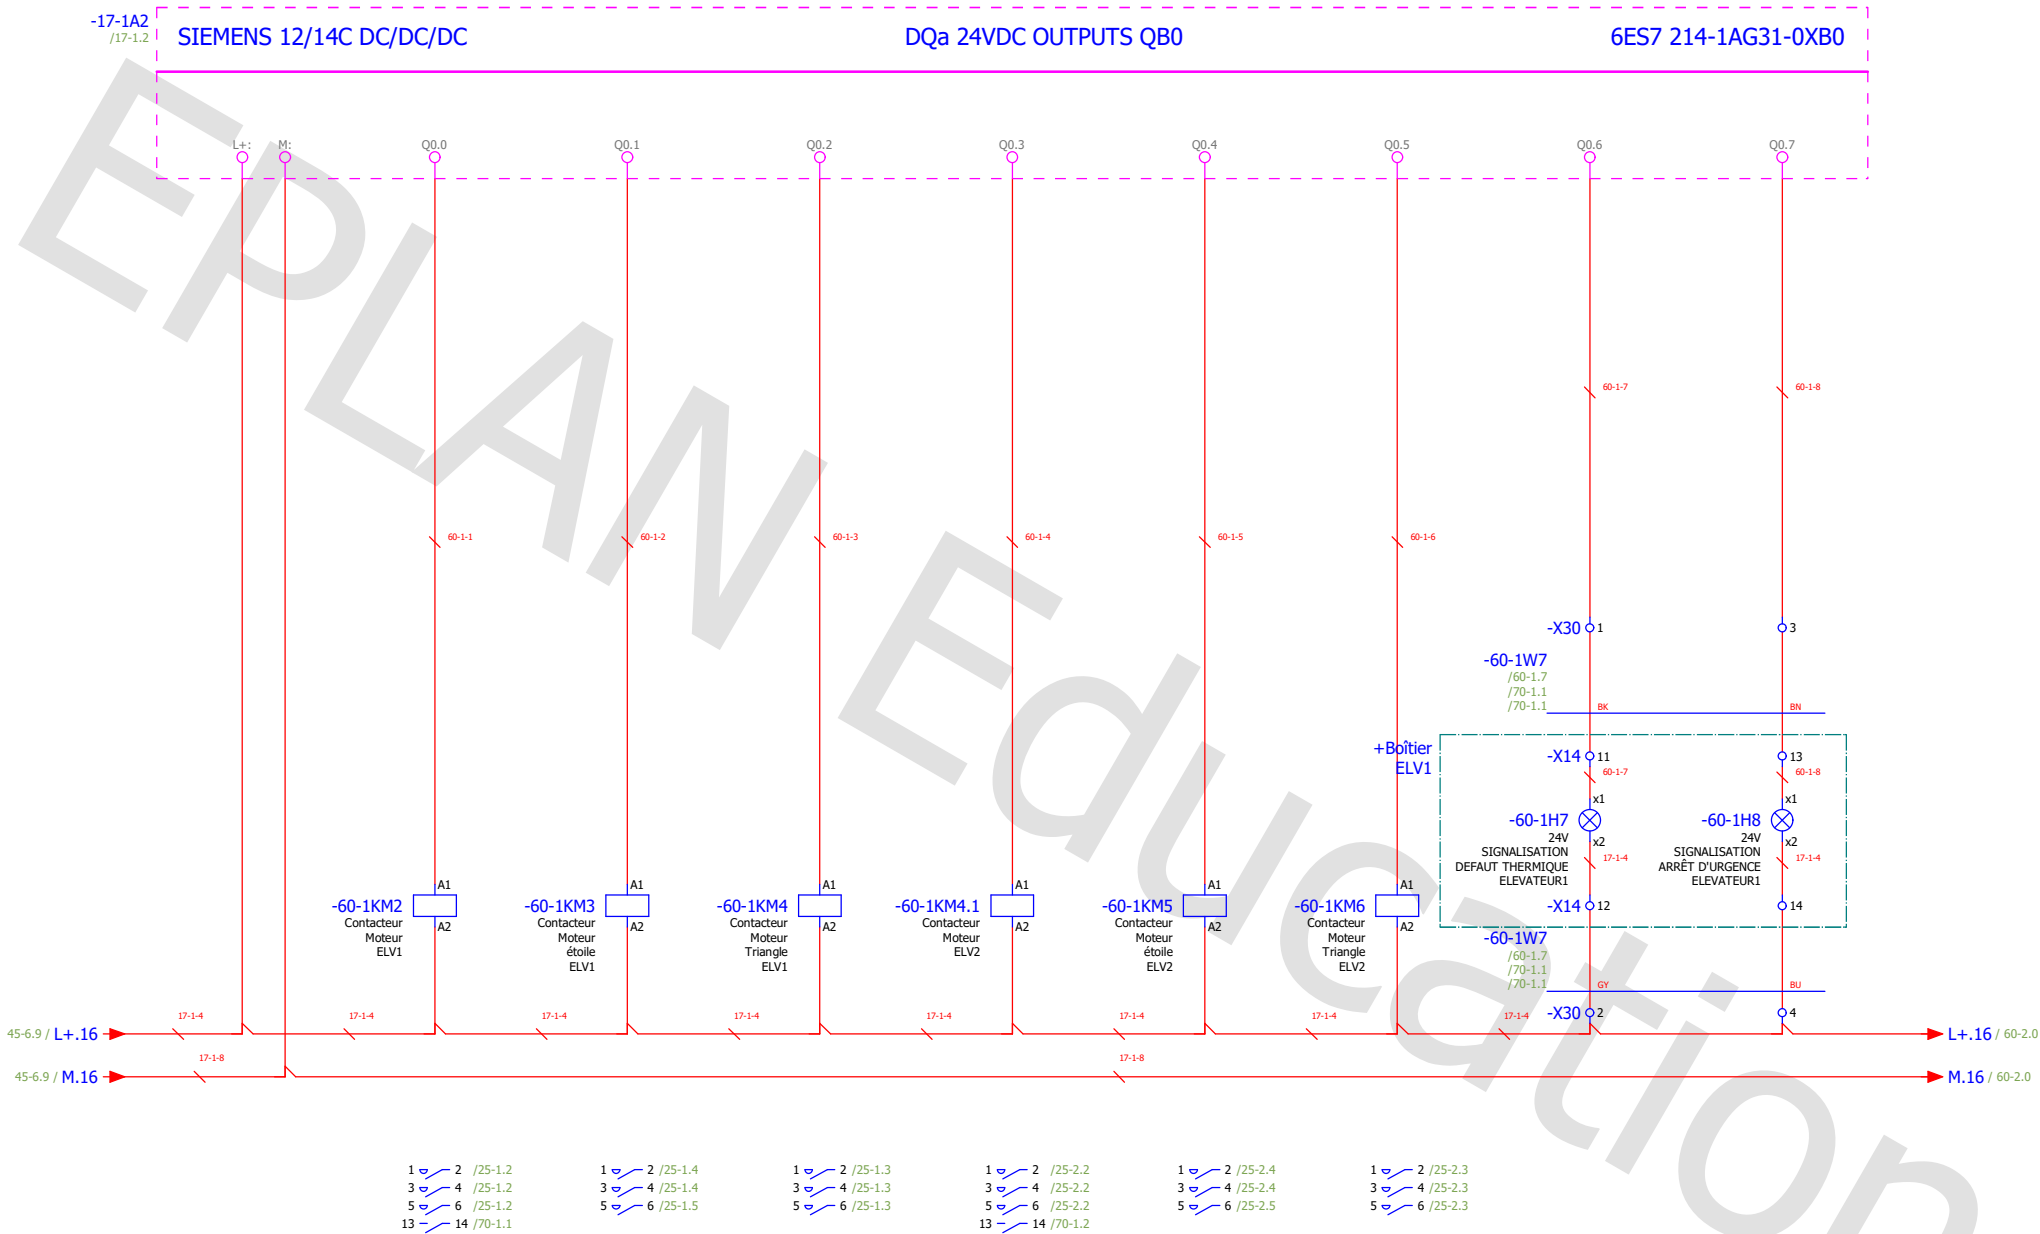 -17-1A2
/17-1.2
SIEMENS 12/14C DC/DC/DC
DQa 24VDC OUTPUTS QB0
6ES7 214-1AG31-0XB0
L+:
M:
Q0.0
Q0.1
Q0.2
Q0.3
Q0.4
Q0.5
Q0.6
Q0.7
EPLAN Education
60-1-7
60-1-8
60-1-1
60-1-2
60-1-3
60-1-4
60-1-5
60-1-6
-X30
1
3
-60-1W7
/60-1.7
/70-1.1
/70-1.1
BK
BN
+Boîtier
ELV1
-X14
11
13
60-1-7
60-1-8
x1
x1
-60-1H7
24V
SIGNALISATION
DEFAUT THERMIQUE
ELEVATEUR1
x2
17-1-4
-60-1H8
24V
SIGNALISATION
ARRÊT D'URGENCE
ELEVATEUR1
x2
17-1-4
-60-1KM2
Contacteur
Moteur
ELV1
A1
A2
-60-1KM3
Contacteur
Moteur
étoile
ELV1
A1
A2
-60-1KM4
Contacteur
Moteur
Triangle
ELV1
A1
A2
-60-1KM4.1
Contacteur
Moteur
ELV2
A1
A2
-60-1KM5
Contacteur
Moteur
étoile
ELV2
A1
A2
-60-1KM6
Contacteur
Moteur
Triangle
ELV2
A1
A2
-X14
12
14
-60-1W7
/60-1.7
/70-1.1
/70-1.1
GY
BU
-X30
2
4
45-6.9 / L+.16
17-1-4
17-1-4
17-1-4
17-1-4
17-1-4
17-1-4
17-1-4
17-1-4
L+.16 / 60-2.0
45-6.9 / M.16
17-1-8
17-1-8
M.16 / 60-2.0
1 2 /25-1.2
3 4 /25-1.2
5 6 /25-1.2
13 14 /70-1.1
1 2 /25-1.4
3 4 /25-1.4
5 6 /25-1.5
1 2 /25-1.3
3 4 /25-1.3
5 6 /25-1.3
1 2 /25-2.2
3 4 /25-2.2
5 6 /25-2.2
13 14 /70-1.2
1 2 /25-2.4
3 4 /25-2.4
5 6 /25-2.5
1 2 /25-2.3
3 4 /25-2.3
5 6 /25-2.3